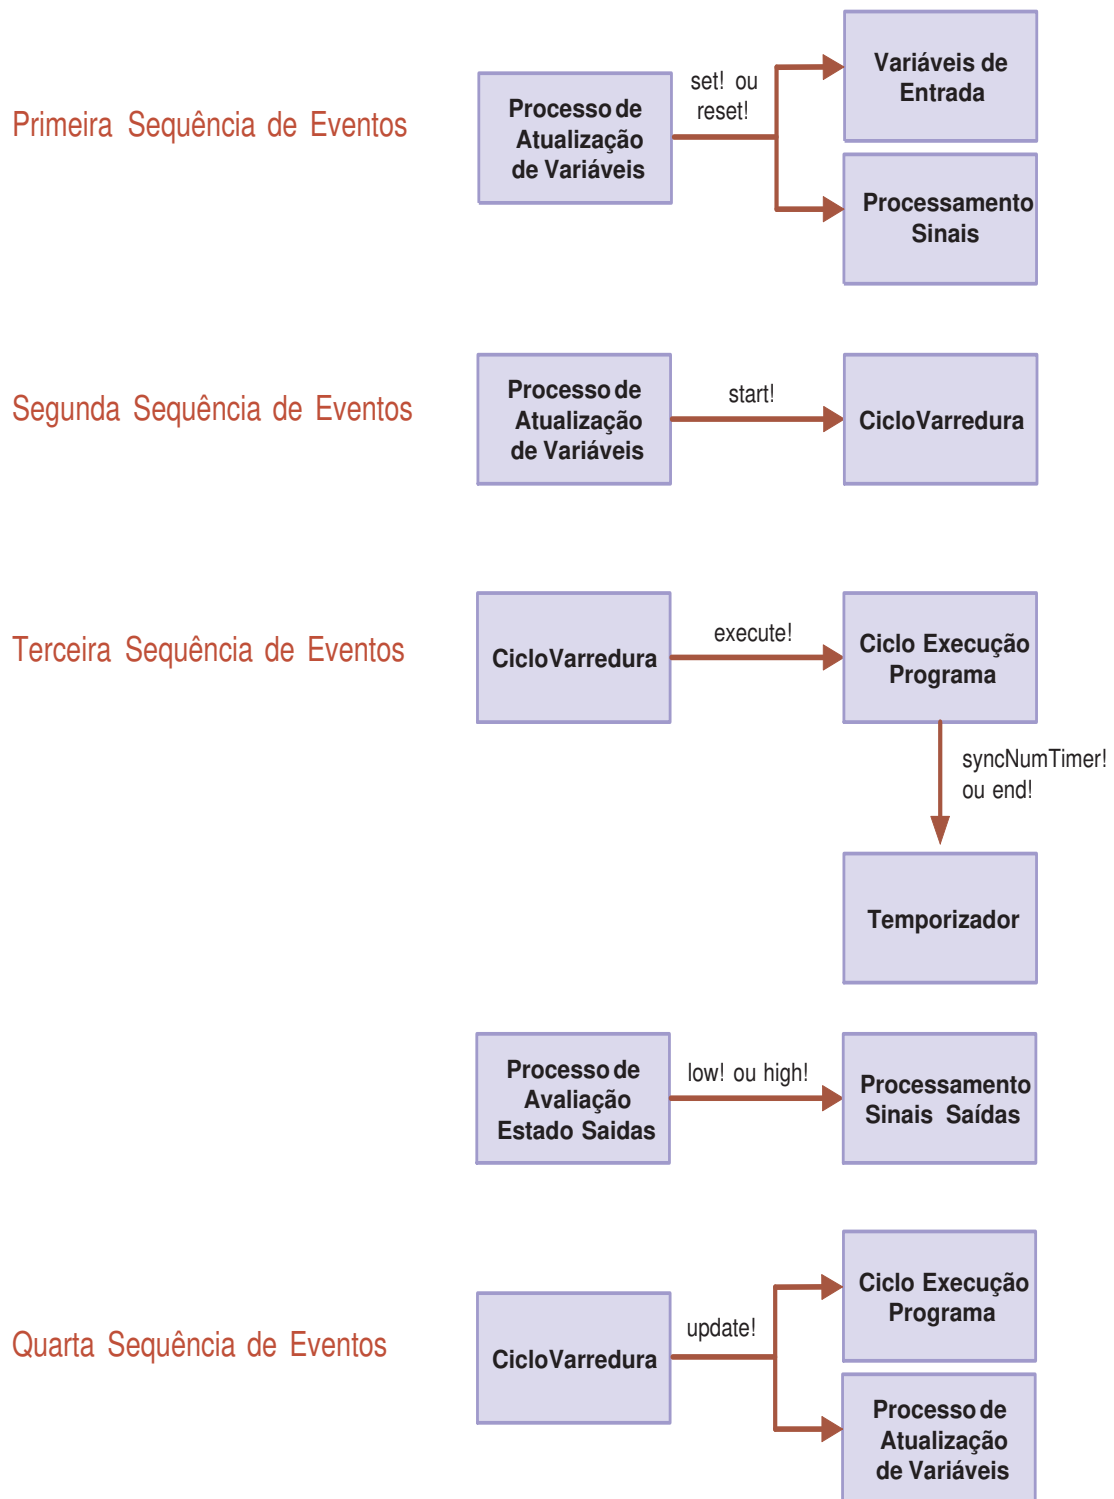 Primeira Sequência de Eventos
Processo de
Atualização
de Variáveis
set! ou
reset!
Variáveis de
Entrada
Processamento
Sinais
Segunda Sequência de Eventos
Processo de
Atualização
de Variáveis
start!
CicloVarredura
Terceira Sequência de Eventos
CicloVarredura
execute!
Ciclo Execução
Programa
syncNumTimer!
ou end!
Temporizador
Processo de
Avaliação
Estado Saidas
low! ou high!
Processamento
Sinais Saídas
Quarta Sequência de Eventos
CicloVarredura
update!
Ciclo Execução
Programa
Processo de
Atualização
de Variáveis